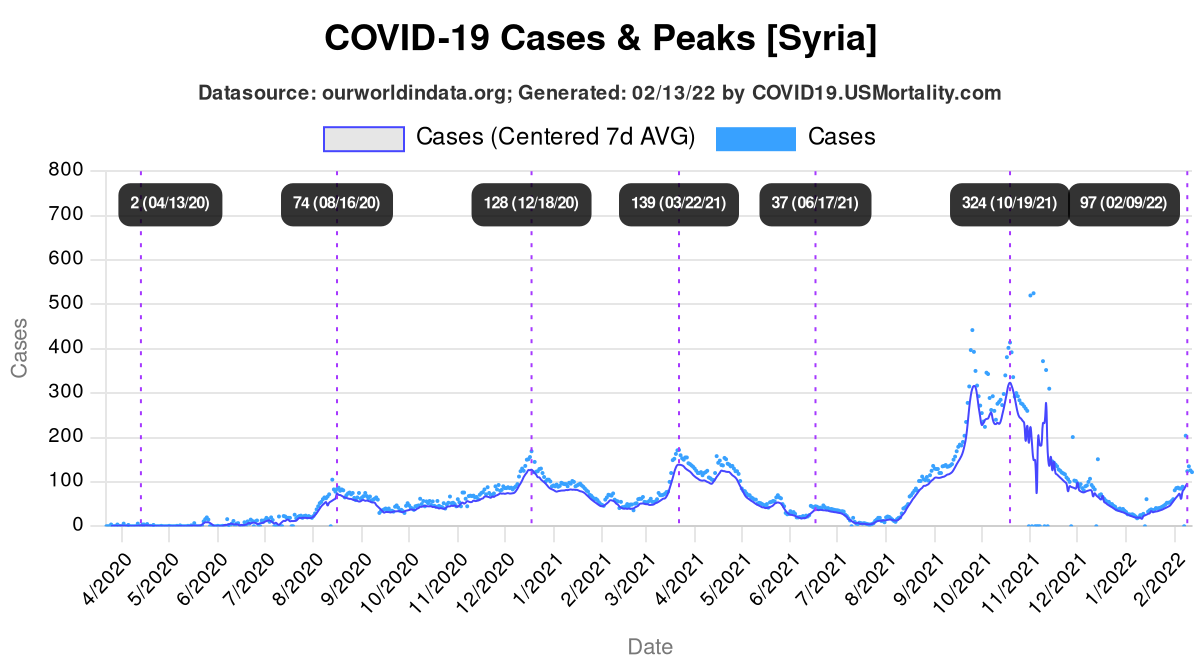 COVID-19 Cases & Peaks [Syria]
Datasource: ourworldindata.org; Generated: 02/13/22 by COVID19.USMortality.com
Cases (Centered 7d AVG) Cases
800
700
600
500
400
300
200
100
0
Cases
2 (04/13/20) 74 (08/16/20) 128 (12/18/20) 139 (03/22/21) 37 (06/17/21) 324 (10/19/21) 97 (02/09/22)
4/2020 5/2020 6/2020 7/2020 8/2020 9/2020 10/2020 11/2020 12/2020 1/2021 2/2021 3/2021 4/2021 5/2021 6/2021 7/2021 8/2021 9/2021 10/2021 11/2021 12/2021 1/2022 2/2022
Date